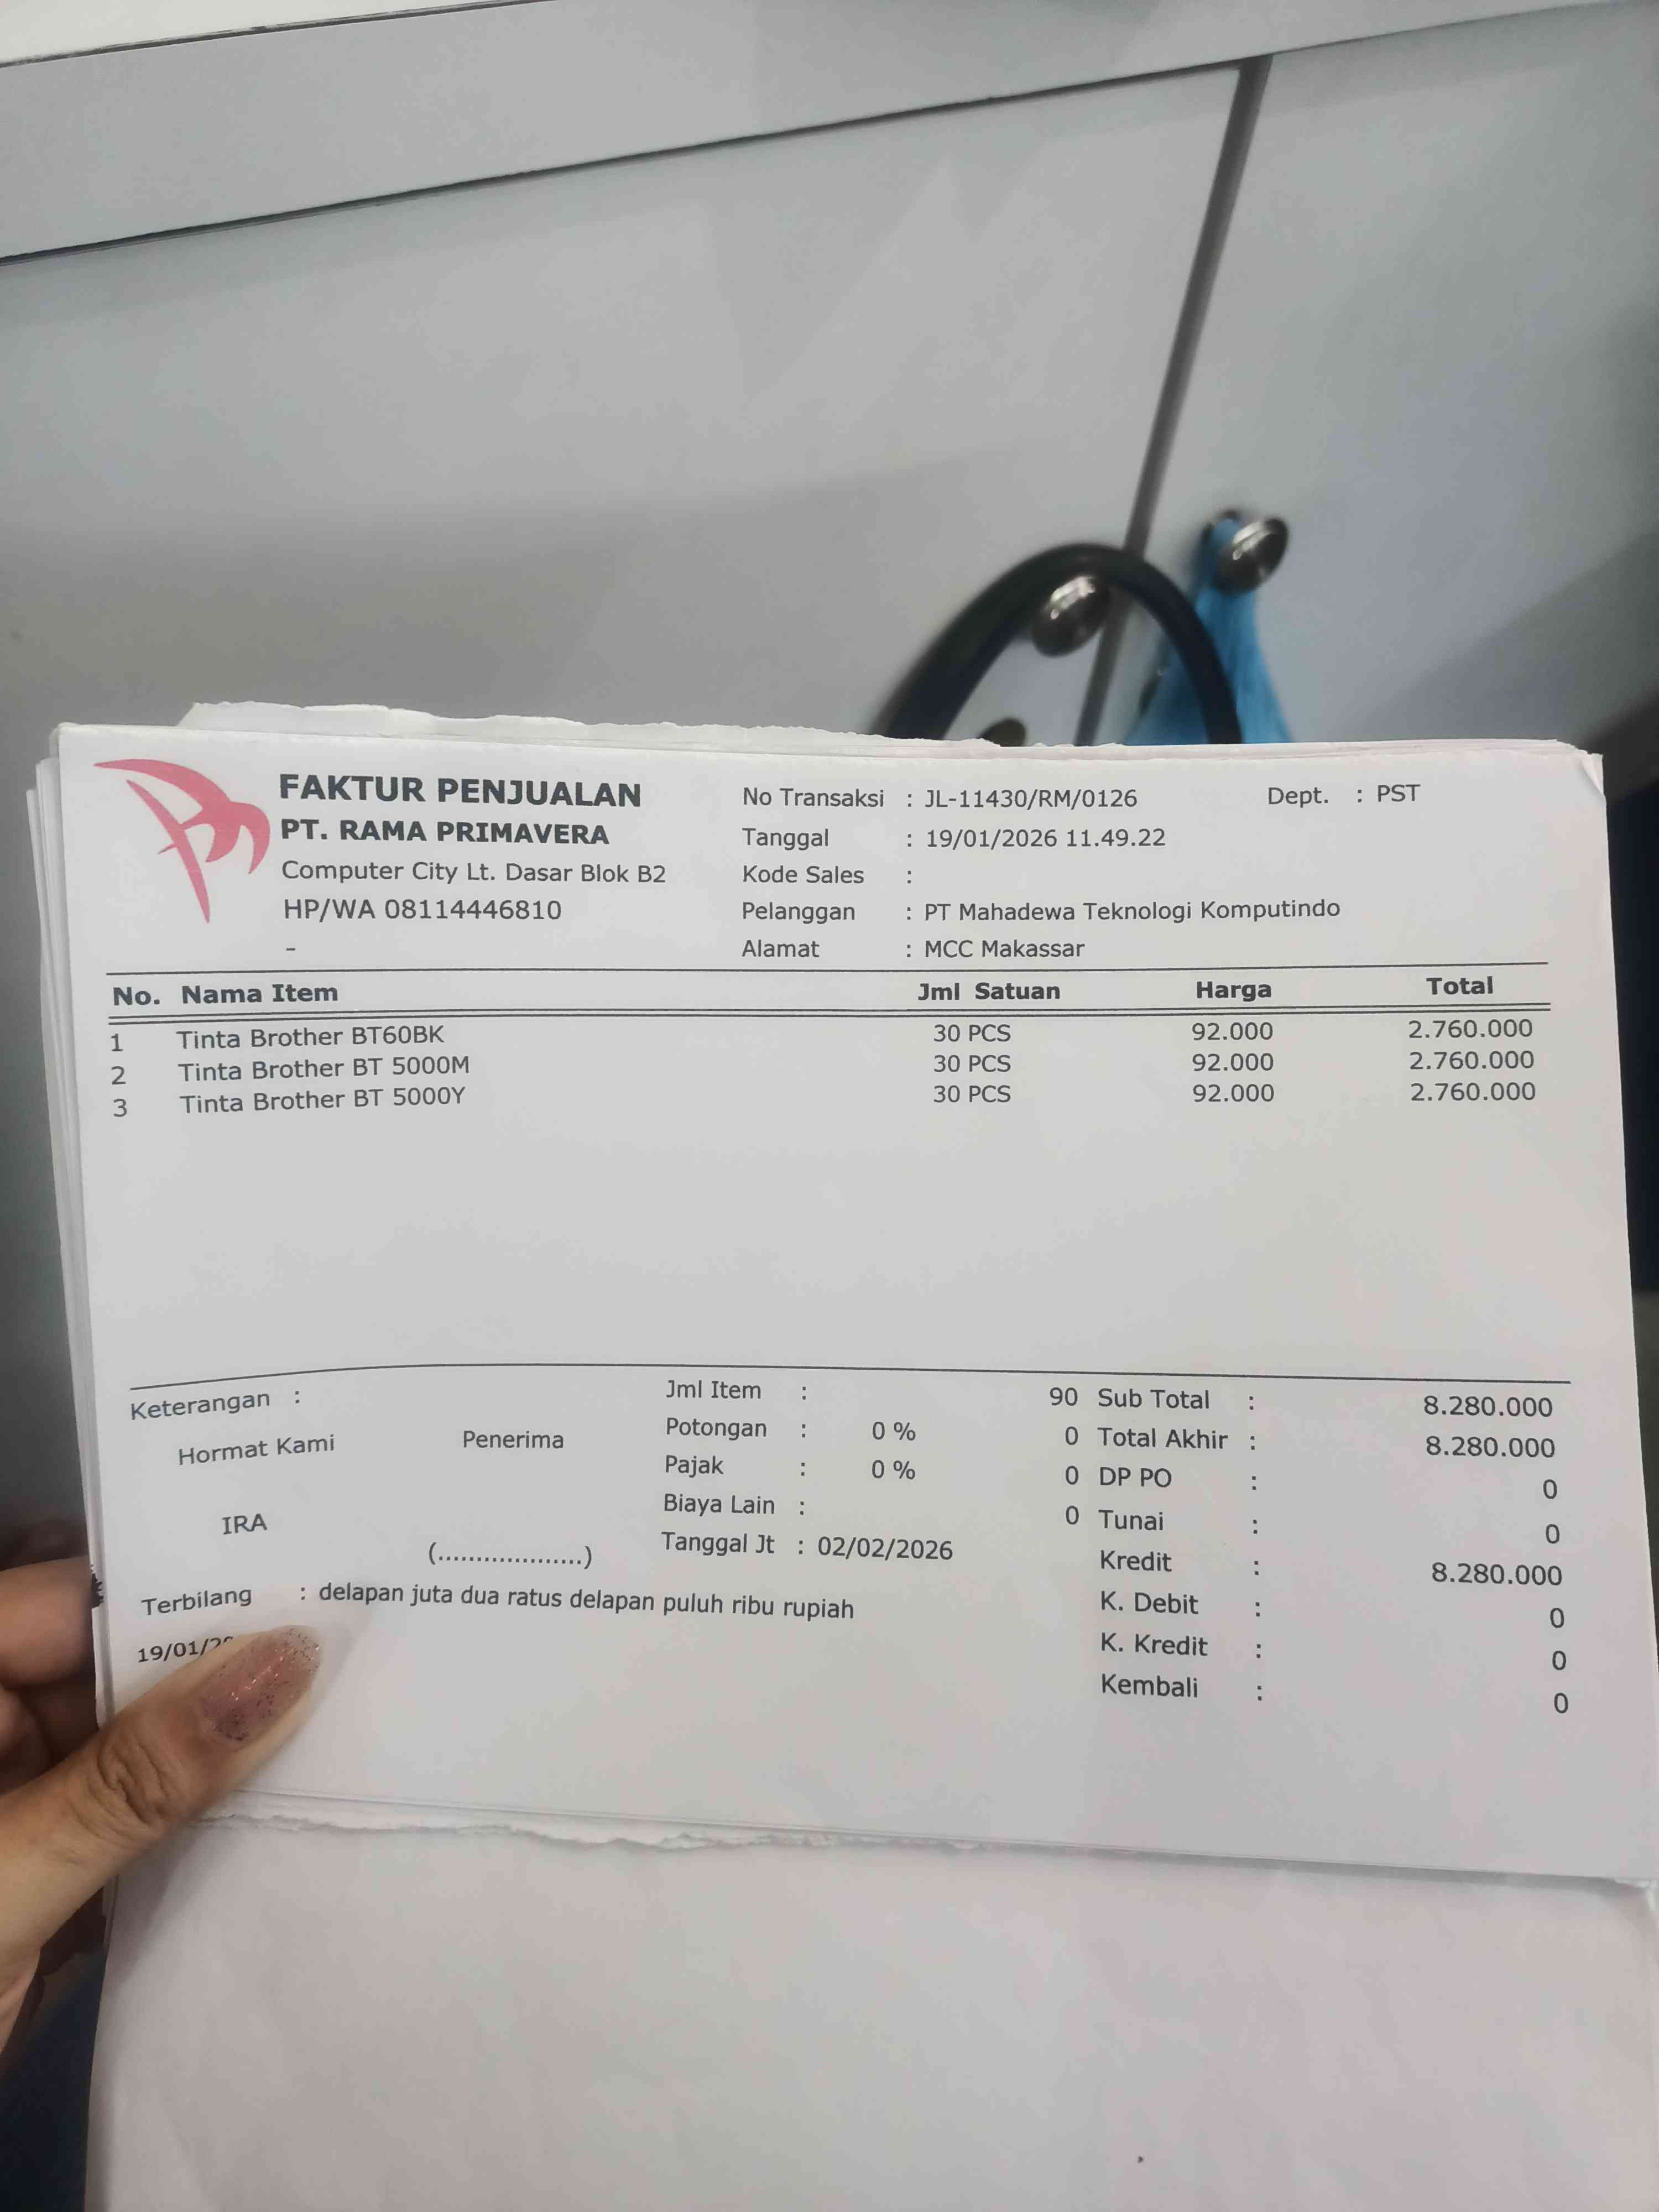 FAKTUR PENJUALAN
PT. RAMA PRIMAVERA
Computer City Lt. Dasar Blok B2
HP/WA 08114446810
-
No Transaksi : JL-11430/RM/0126 Dept. : PST
Tanggal : 19/01/2026 11.49.22
Kode Sales :
Pelanggan : PT Mahadewa Teknologi Komputindo
Alamat : MCC Makassar
No. Nama Item Jml Satuan Harga Total
1 Tinta Brother BT60BK 30 PCS 92.000 2.760.000
2 Tinta Brother BT 5000M 30 PCS 92.000 2.760.000
3 Tinta Brother BT 5000Y 30 PCS 92.000 2.760.000
Keterangan :
Hormat Kami Penerima
IRA
(...................)
Jml Item : 90
Potongan : 0 % 0
Pajak : 0 % 0
Biaya Lain : 0
Tanggal Jt : 02/02/2026
Sub Total : 8.280.000
Total Akhir : 8.280.000
DP PO : 0
Tunai : 0
Kredit : 8.280.000
K. Debit : 0
K. Kredit : 0
Kembali : 0
Terbilang : delapan juta dua ratus delapan puluh ribu rupiah
19/01/